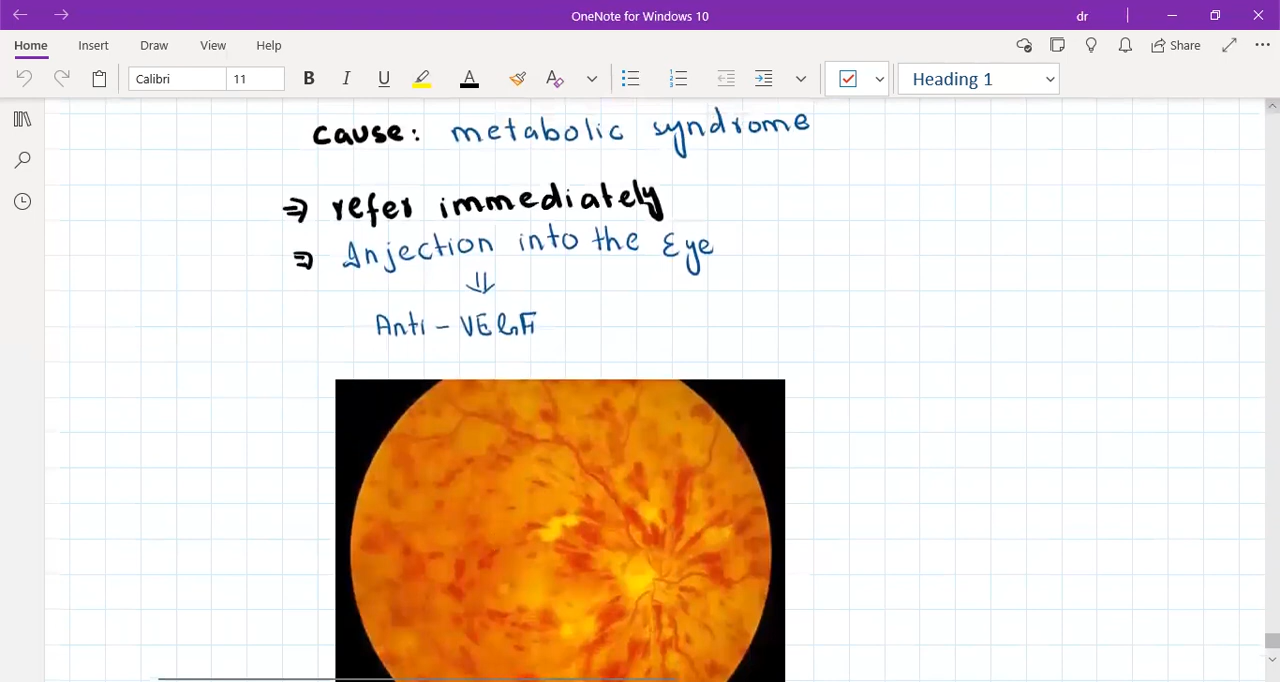 OneNote for Windows 10
dr
Home Insert Draw View Help
Share
Calibri 11 B I U A A Heading 1
cause: metabolic syndrome
⇒ refer immediately
⇒ Injection into the Eye
⇓
Anti - VEGF